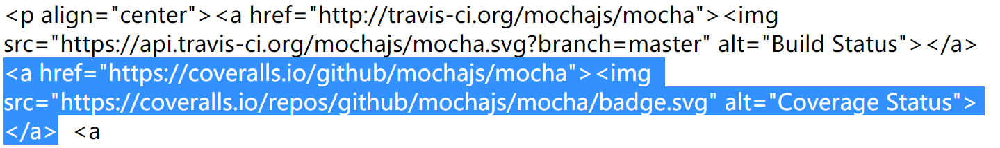 <p align="center"><a href="http://travis-ci.org/mochajs/mocha"><img
src="https://api.travis-ci.org/mochajs/mocha.svg?branch=master" alt="Build Status"></a>
<a href="https://coveralls.io/github/mochajs/mocha"><img
src="https://coveralls.io/repos/github/mochajs/mocha/badge.svg" alt="Coverage Status">
</a> <a